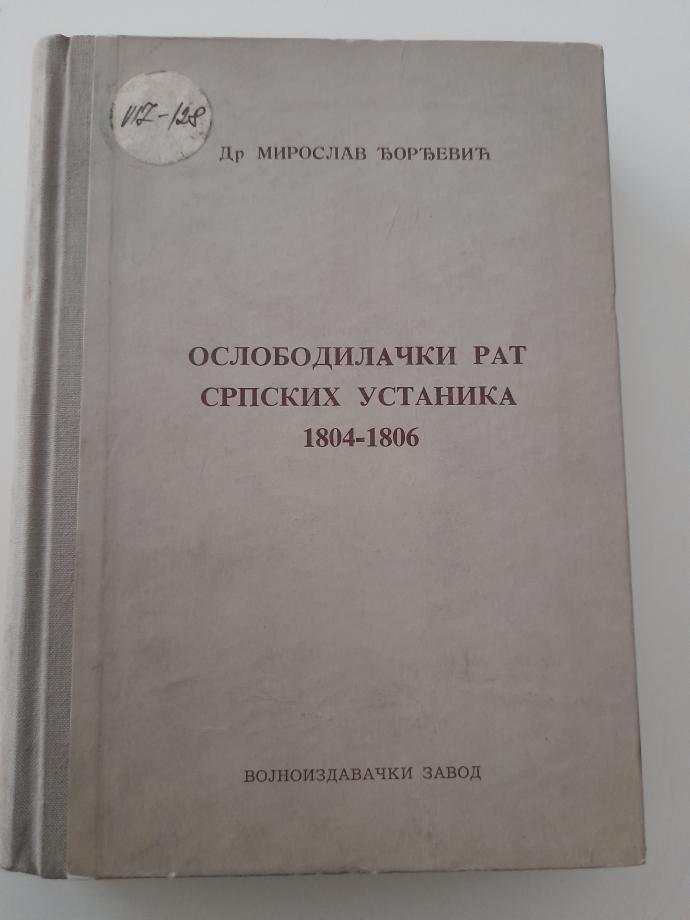 VIZ-128
Др МИРОСЛАВ ЂОРЂЕВИЋ
ОСЛОБОДИЛАЧКИ РАТ
СРПСКИХ УСТАНИКА
1804-1806
ВОЈНОИЗДАВАЧКИ ЗАВОД